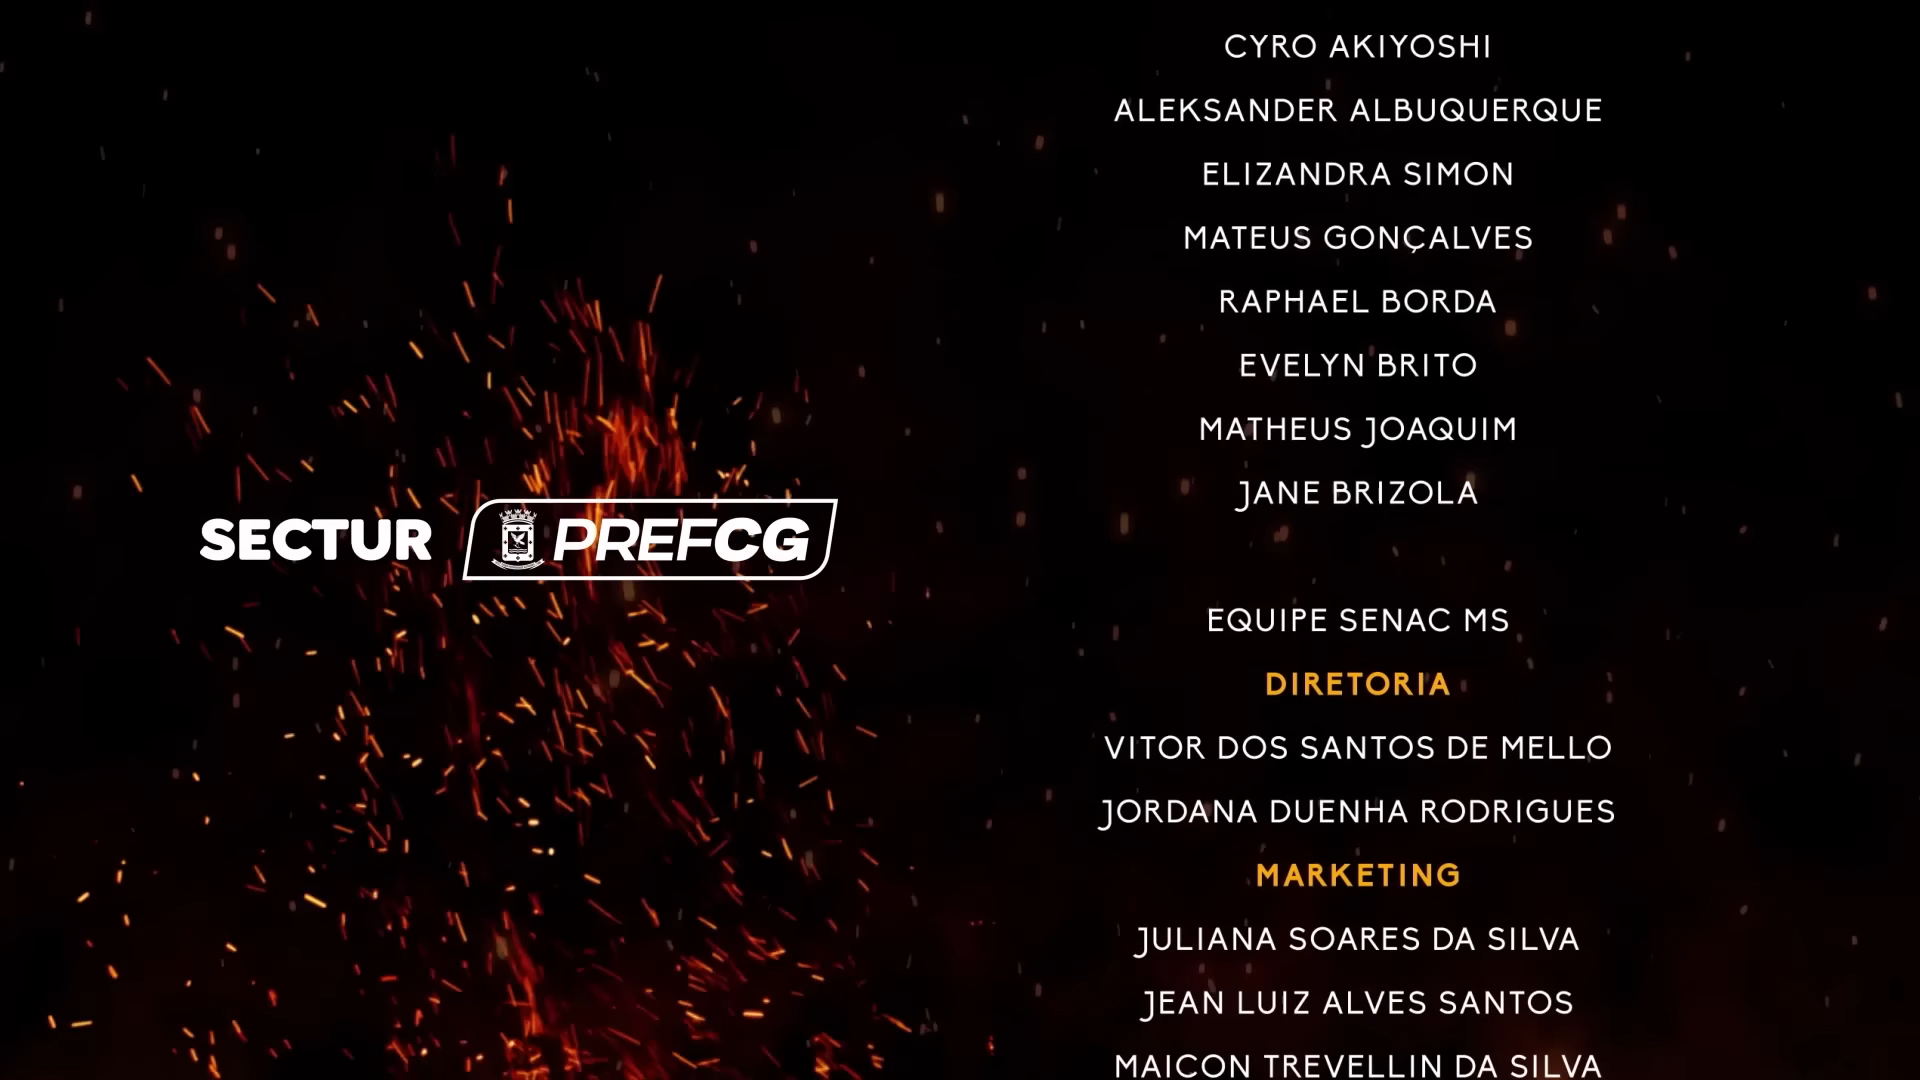 SECTUR PREFCG
CYRO AKIYOSHI
ALEKSANDER ALBUQUERQUE
ELIZANDRA SIMON
MATEUS GONÇALVES
RAPHAEL BORDA
EVELYN BRITO
MATHEUS JOAQUIM
JANE BRIZOLA
EQUIPE SENAC MS
DIRETORIA
VITOR DOS SANTOS DE MELLO
JORDANA DUENHA RODRIGUES
MARKETING
JULIANA SOARES DA SILVA
JEAN LUIZ ALVES SANTOS
MAICON TREVELLIN DA SILVA